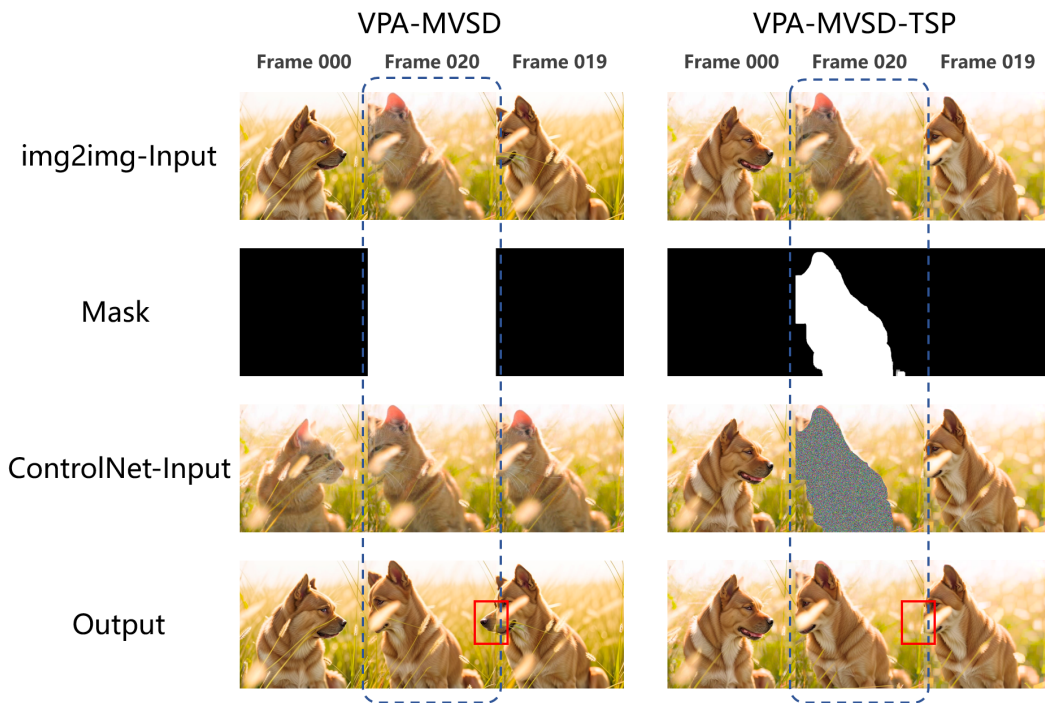 VPA-MVSD
VPA-MVSD-TSP
Frame 000
Frame 020
Frame 019
Frame 000
Frame 020
Frame 019
img2img-Input
Mask
ControlNet-Input
Output